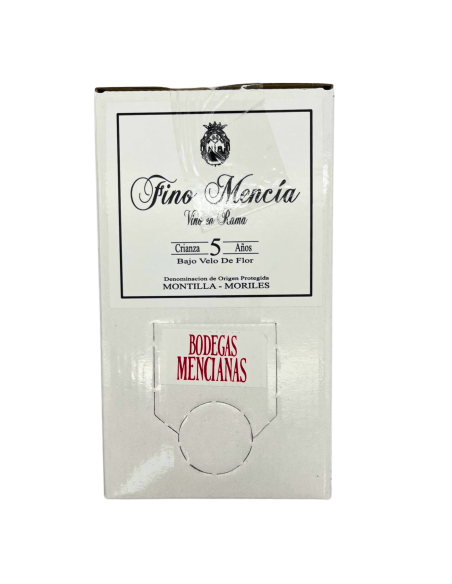 Fino Mencía
Vino en Rama
Crianza 5 Años
Bajo Velo De Flor
Denominacion de Origen Protegida
MONTILLA - MORILES
BODEGAS
MENCIANAS